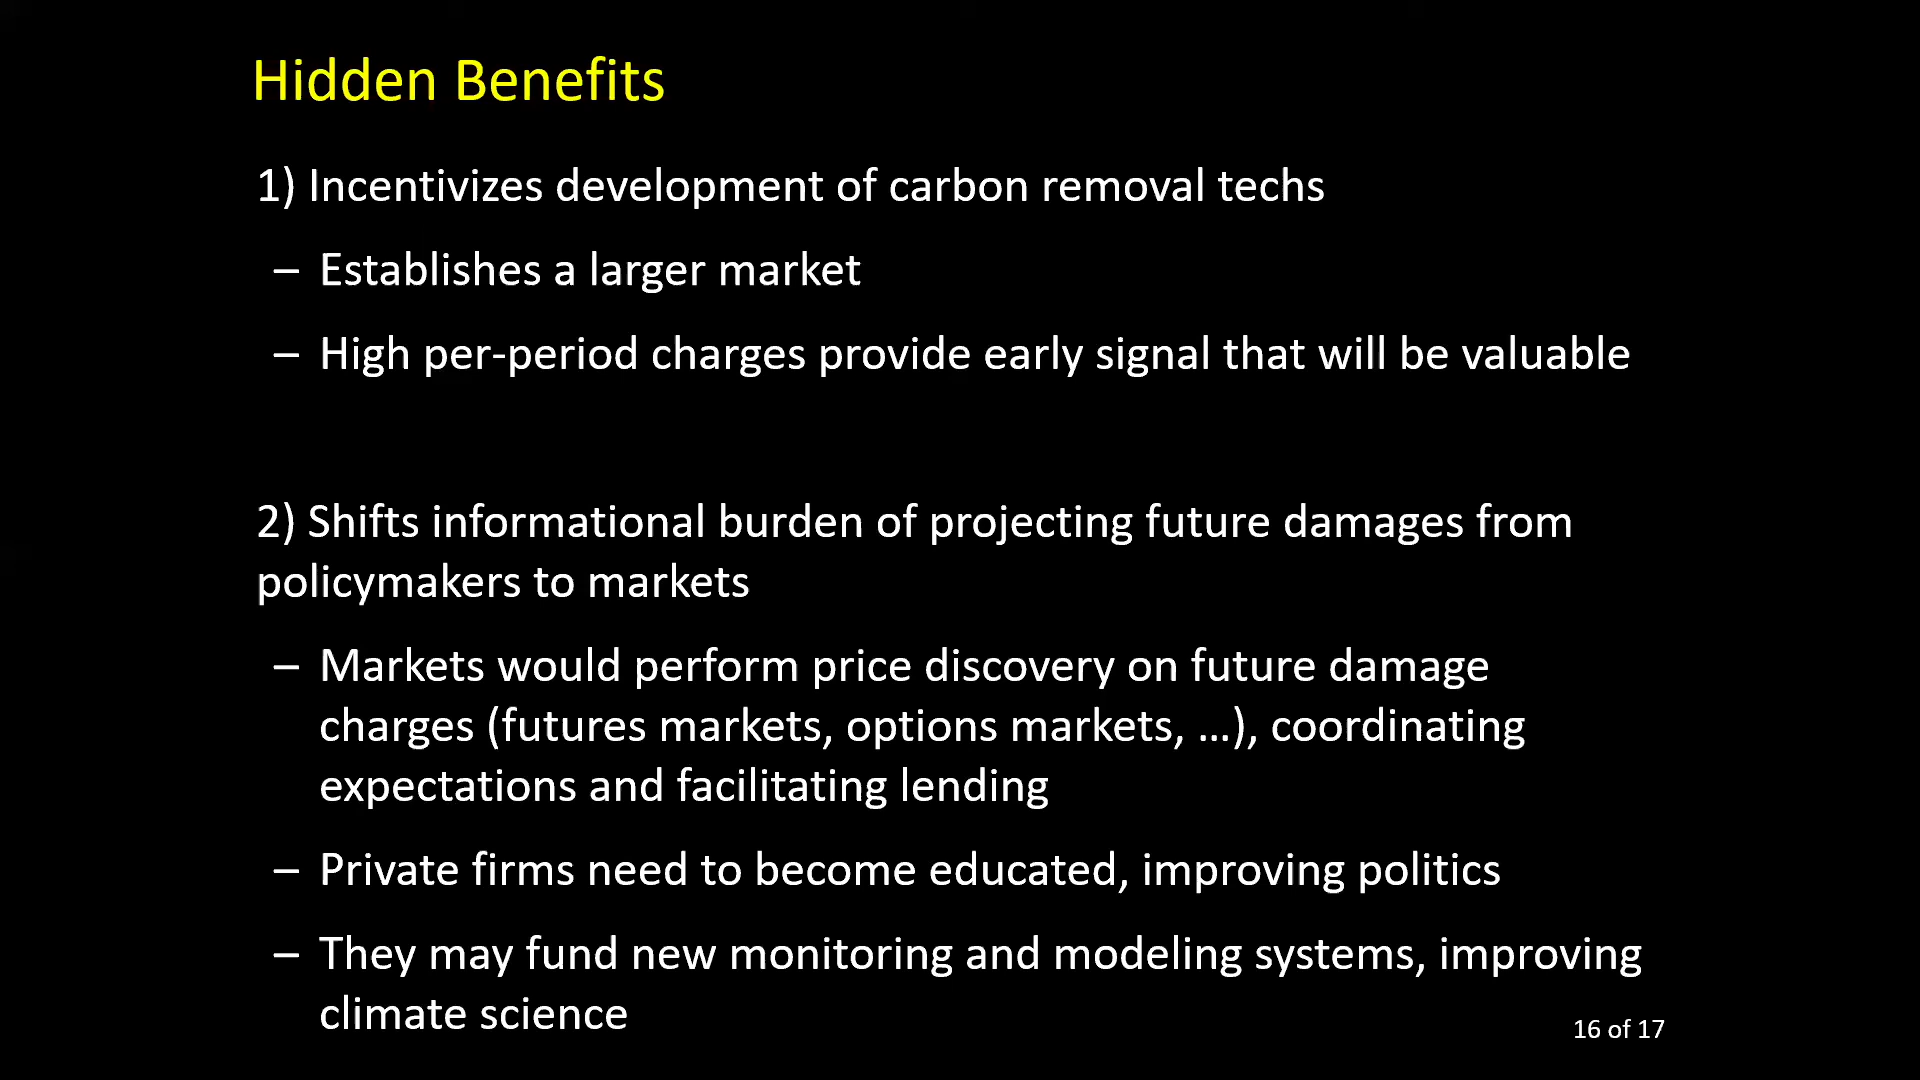 Hidden Benefits
1) Incentivizes development of carbon removal techs
– Establishes a larger market
– High per-period charges provide early signal that will be valuable
2) Shifts informational burden of projecting future damages from
policymakers to markets
– Markets would perform price discovery on future damage
charges (futures markets, options markets, …), coordinating
expectations and facilitating lending
– Private firms need to become educated, improving politics
– They may fund new monitoring and modeling systems, improving
climate science
16 of 17